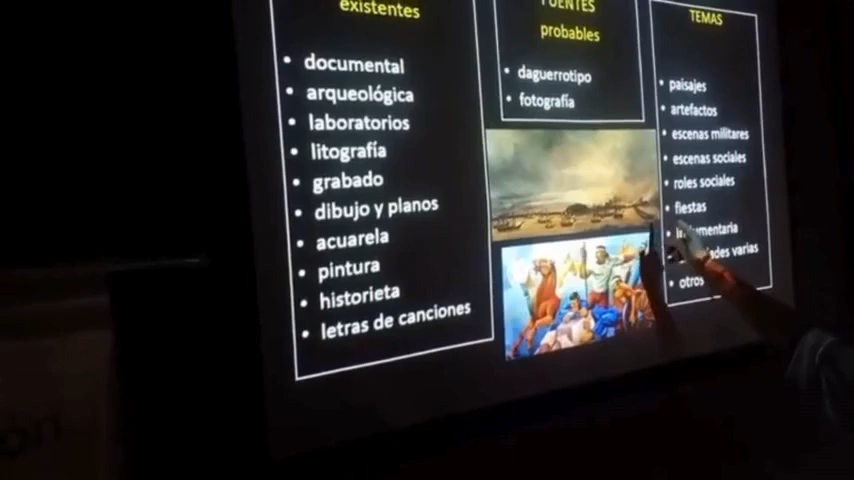 existentes
• documental
• arqueológica
• laboratorios
• litografía
• grabado
• dibujo y planos
• acuarela
• pintura
• historieta
• letras de canciones
FUENTES
probables
• daguerrotipo
• fotografía
TEMAS
• paisajes
• artefactos
• escenas militares
• escenas sociales
• roles sociales
• fiestas
• varias
• otros